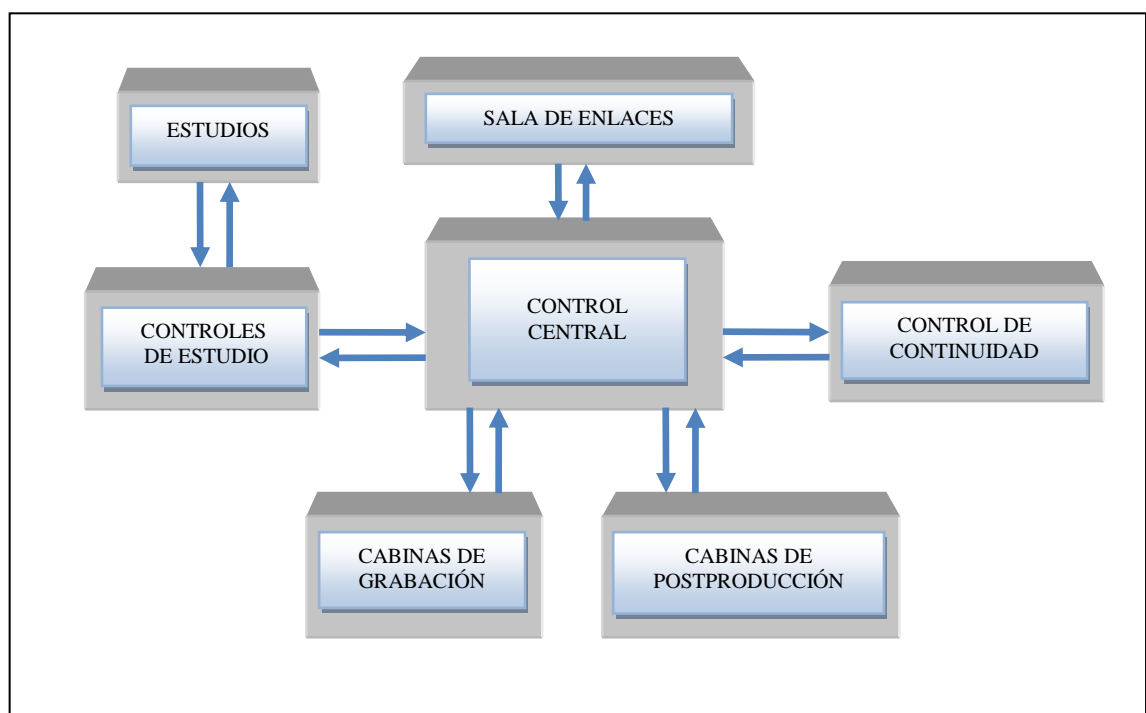 ESTUDIOS
SALA DE ENLACES
CONTROLES
DE ESTUDIO
CONTROL
CENTRAL
CONTROL DE
CONTINUIDAD
CABINAS DE
GRABACIÓN
CABINAS DE
POSTPRODUCCIÓN